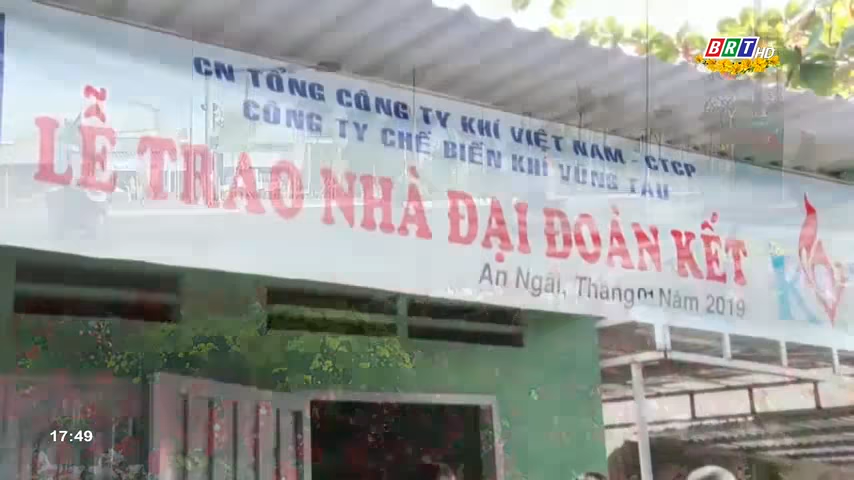 BRT HD
CN TỔNG CÔNG TY KHÍ VIỆT NAM - CTCP
CÔNG TY CHẾ BIẾN KHÍ VŨNG TÀU
LỄ TRAO NHÀ ĐẠI ĐOÀN KẾT
An Ngãi, Tháng 01 Năm 2019
17:49